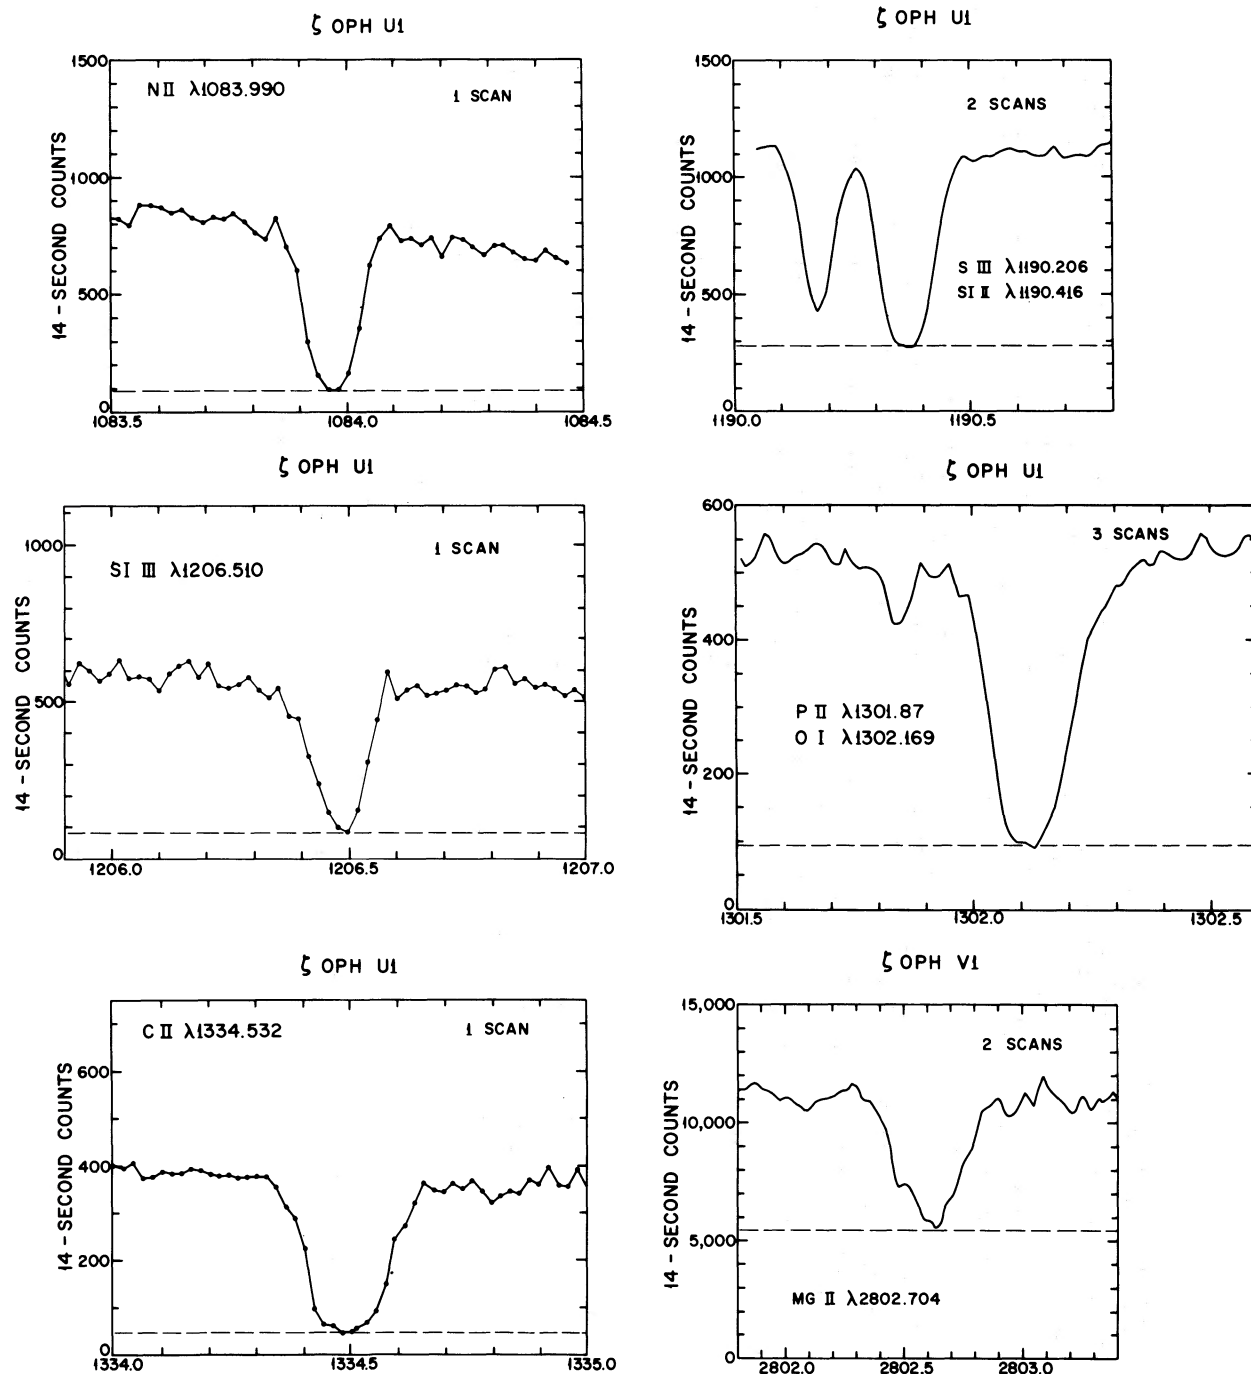 ζ OPH U1
1500
1000
500
0
14-SECOND COUNTS
N II λ1083.990
1 SCAN
1083.5
1084.0
1084.5
ζ OPH U1
1500
1000
500
0
14-SECOND COUNTS
2 SCANS
S III λ1190.206
SI II λ1190.416
1190.0
1190.5
ζ OPH U1
1000
500
0
14-SECOND COUNTS
SI III λ1206.510
1 SCAN
1206.0
1206.5
1207.0
ζ OPH U1
600
400
200
0
14-SECOND COUNTS
3 SCANS
P II λ1301.87
O I λ1302.169
1301.5
1302.0
1302.5
ζ OPH U1
600
400
200
0
14-SECOND COUNTS
C II λ1334.532
1 SCAN
1334.0
1334.5
1335.0
ζ OPH V1
15,000
10,000
5,000
0
14-SECOND COUNTS
2 SCANS
MG II λ2802.704
2802.0
2802.5
2803.0